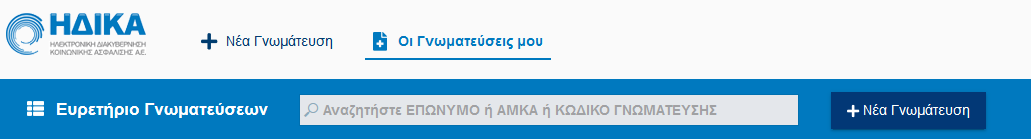 ΗΔΙΚΑ
ΗΛΕΚΤΡΟΝΙΚΗ ΔΙΑΚΥΒΕΡΝΗΣΗ
ΚΟΙΝΩΝΙΚΗΣ ΑΣΦΑΛΙΣΗΣ Α.Ε.
Νέα Γνωμάτευση
Οι Γνωματεύσεις μου
Ευρετήριο Γνωματεύσεων
Αναζητήστε ΕΠΩΝΥΜΟ ή ΑΜΚΑ ή ΚΩΔΙΚΟ ΓΝΩΜΑΤΕΥΣΗΣ
Νέα Γνωμάτευση